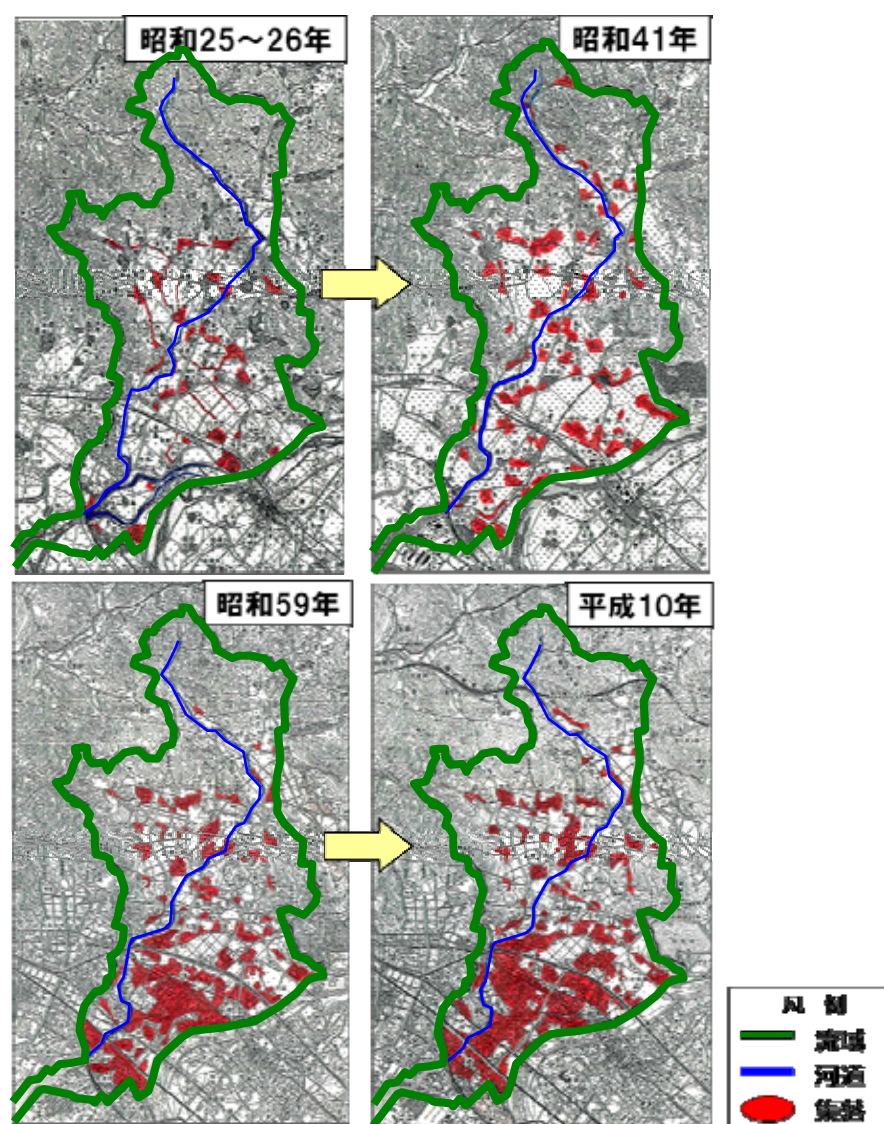 昭和25～26年
昭和41年
昭和59年
平成10年
凡 例
流域
河道
集落